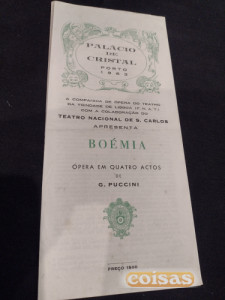 PALÁCIO
DE
CRISTAL
PORTO
A COMPANHIA DE ÓPERA DO TEATRO
DA TRINDADE DE LISBOA (F.N.A.T.)
COM A COLABORAÇÃO DO
TEATRO NACIONAL DE S. CARLOS
APRESENTA
BOÉMIA
ÓPERA EM QUATRO ACTOS
DE
G. PUCCINI
PREÇO
coisas